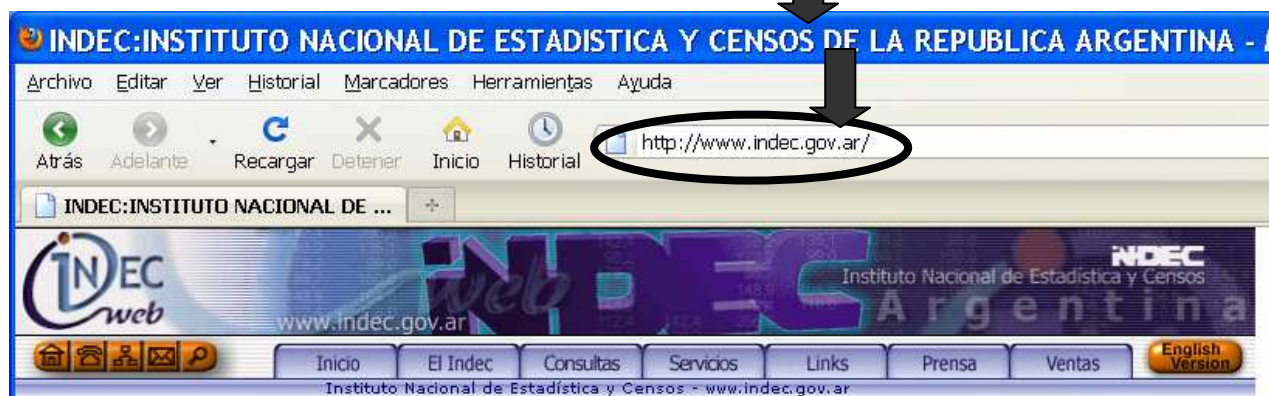 INDEC:INSTITUTO NACIONAL DE ESTADISTICA Y CENSOS DE LA REPUBLICA ARGENTINA -
Archivo Editar Ver Historial Marcadores Herramientas Ayuda
Atrás Adelante Recargar Detener Inicio Historial http://www.indec.gov.ar/
INDEC:INSTITUTO NACIONAL DE ...
INDEC web
www.indec.gov.ar
INDEC web
INDEC
Instituto Nacional de Estadística y Censos
Argentina
Inicio El Indec Consultas Servicios Links Prensa Ventas English Version
Instituto Nacional de Estadística y Censos - www.indec.gov.ar